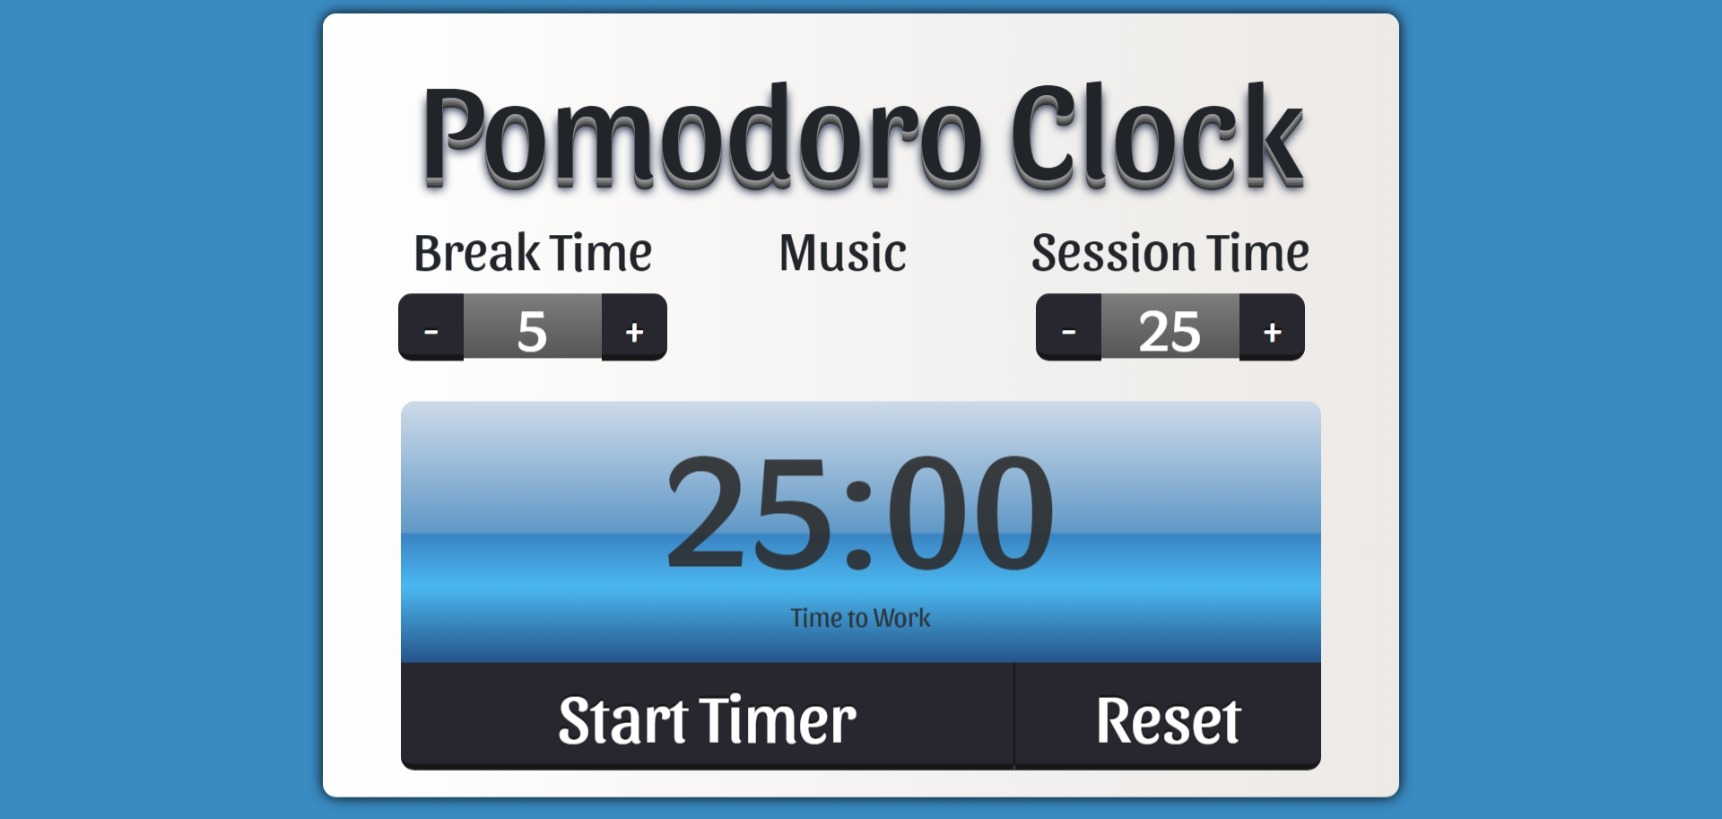 Pomodoro Clock
Break Time
Music
Session Time
- 5 +
- 25 +
25:00
Time to Work
Start Timer
Reset